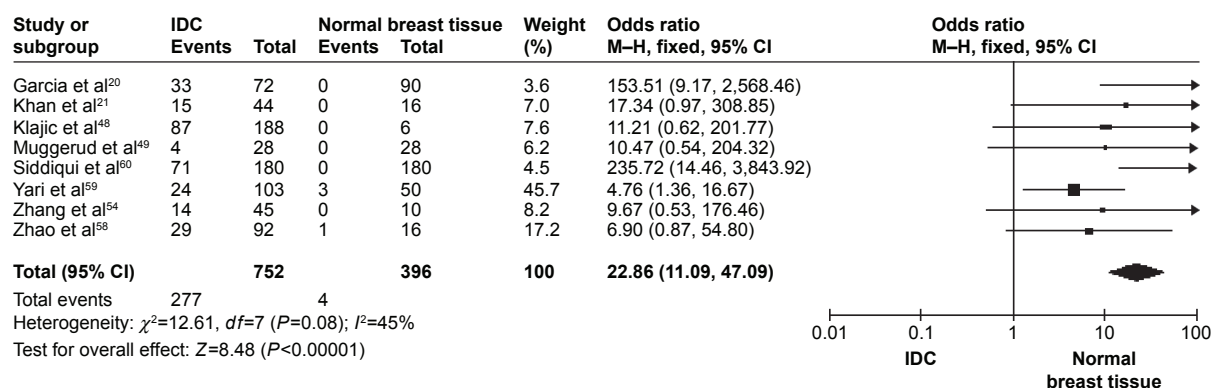 Study or subgroup IDC Normal breast tissue Weight (%) Odds ratio M–H, fixed, 95% CI Odds ratio M–H, fixed, 95% CI
Events Total Events Total
Garcia et al20 33 72 0 90 3.6 153.51 (9.17, 2,568.46)
Khan et al21 15 44 0 16 7.0 17.34 (0.97, 308.85)
Klajic et al48 87 188 0 6 7.6 11.21 (0.62, 201.77)
Muggerud et al49 4 28 0 28 6.2 10.47 (0.54, 204.32)
Siddiqui et al60 71 180 0 180 4.5 235.72 (14.46, 3,843.92)
Yari et al59 24 103 3 50 45.7 4.76 (1.36, 16.67)
Zhang et al54 14 45 0 10 8.2 9.67 (0.53, 176.46)
Zhao et al58 29 92 1 16 17.2 6.90 (0.87, 54.80)
Total (95% CI) 752 396 100 22.86 (11.09, 47.09)
Total events 277 4
Heterogeneity: χ²=12.61, df=7 (P=0.08); I²=45%
Test for overall effect: Z=8.48 (P<0.00001)
0.01 0.1 1 10 100
IDC Normal
breast tissue